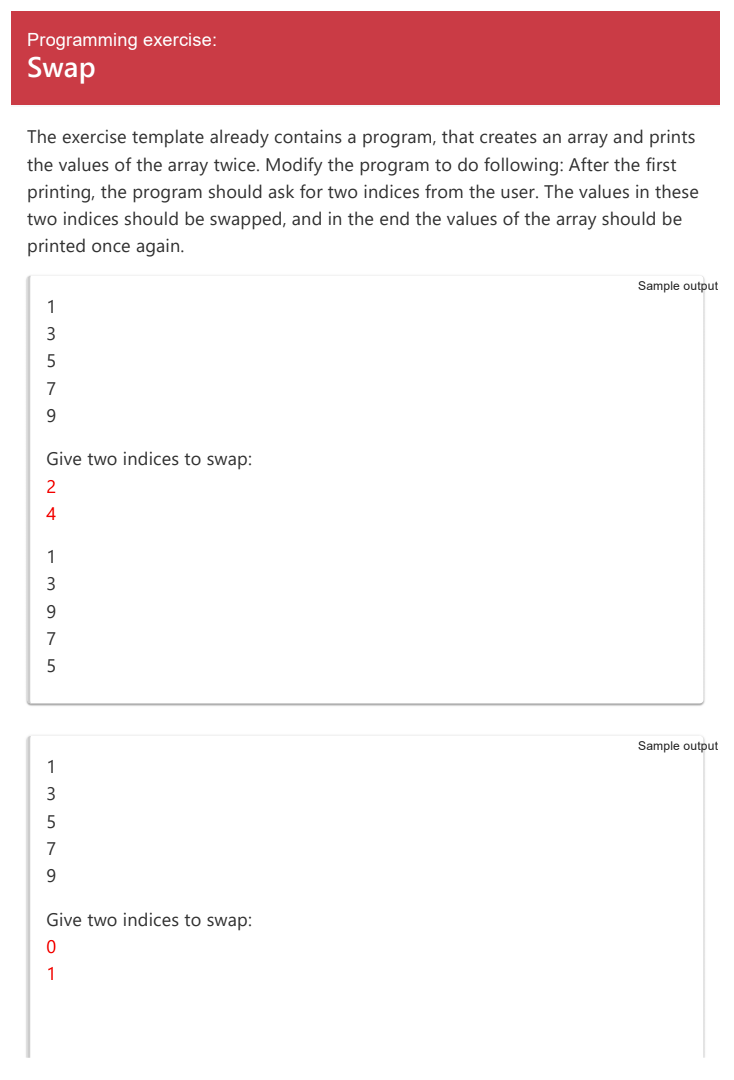 Programming exercise:
Swap
The exercise template already contains a program, that creates an array and prints
the values of the array twice. Modify the program to do following: After the first
printing, the program should ask for two indices from the user. The values in these
two indices should be swapped, and in the end the values of the array should be
printed once again.
Sample output
1
3
5
7
9
Give two indices to swap:
2
4
1
3
9
7
5
Sample output
1
3
5
7
9
Give two indices to swap:
0
1